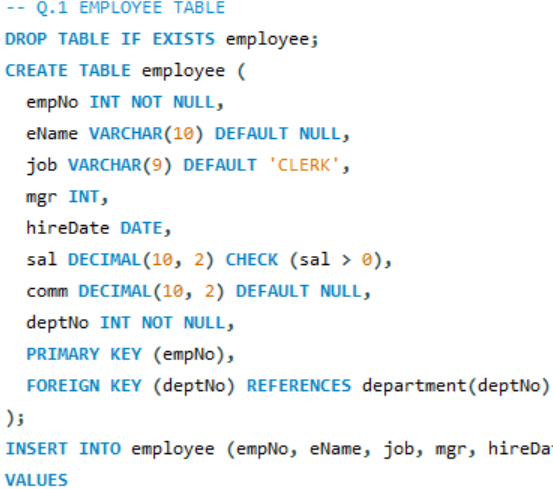 -- Q.1 EMPLOYEE TABLE
DROP TABLE IF EXISTS employee;
CREATE TABLE employee (
empNo INT NOT NULL,
eName VARCHAR(10) DEFAULT NULL,
job VARCHAR(9) DEFAULT 'CLERK',
mgr INT,
hireDate DATE,
sal DECIMAL(10, 2) CHECK (sal > 0),
comm DECIMAL(10, 2) DEFAULT NULL,
deptNo INT NOT NULL,
PRIMARY KEY (empNo),
FOREIGN KEY (deptNo) REFERENCES department(deptNo)
);
INSERT INTO employee (empNo, eName, job, mgr,
VALUES